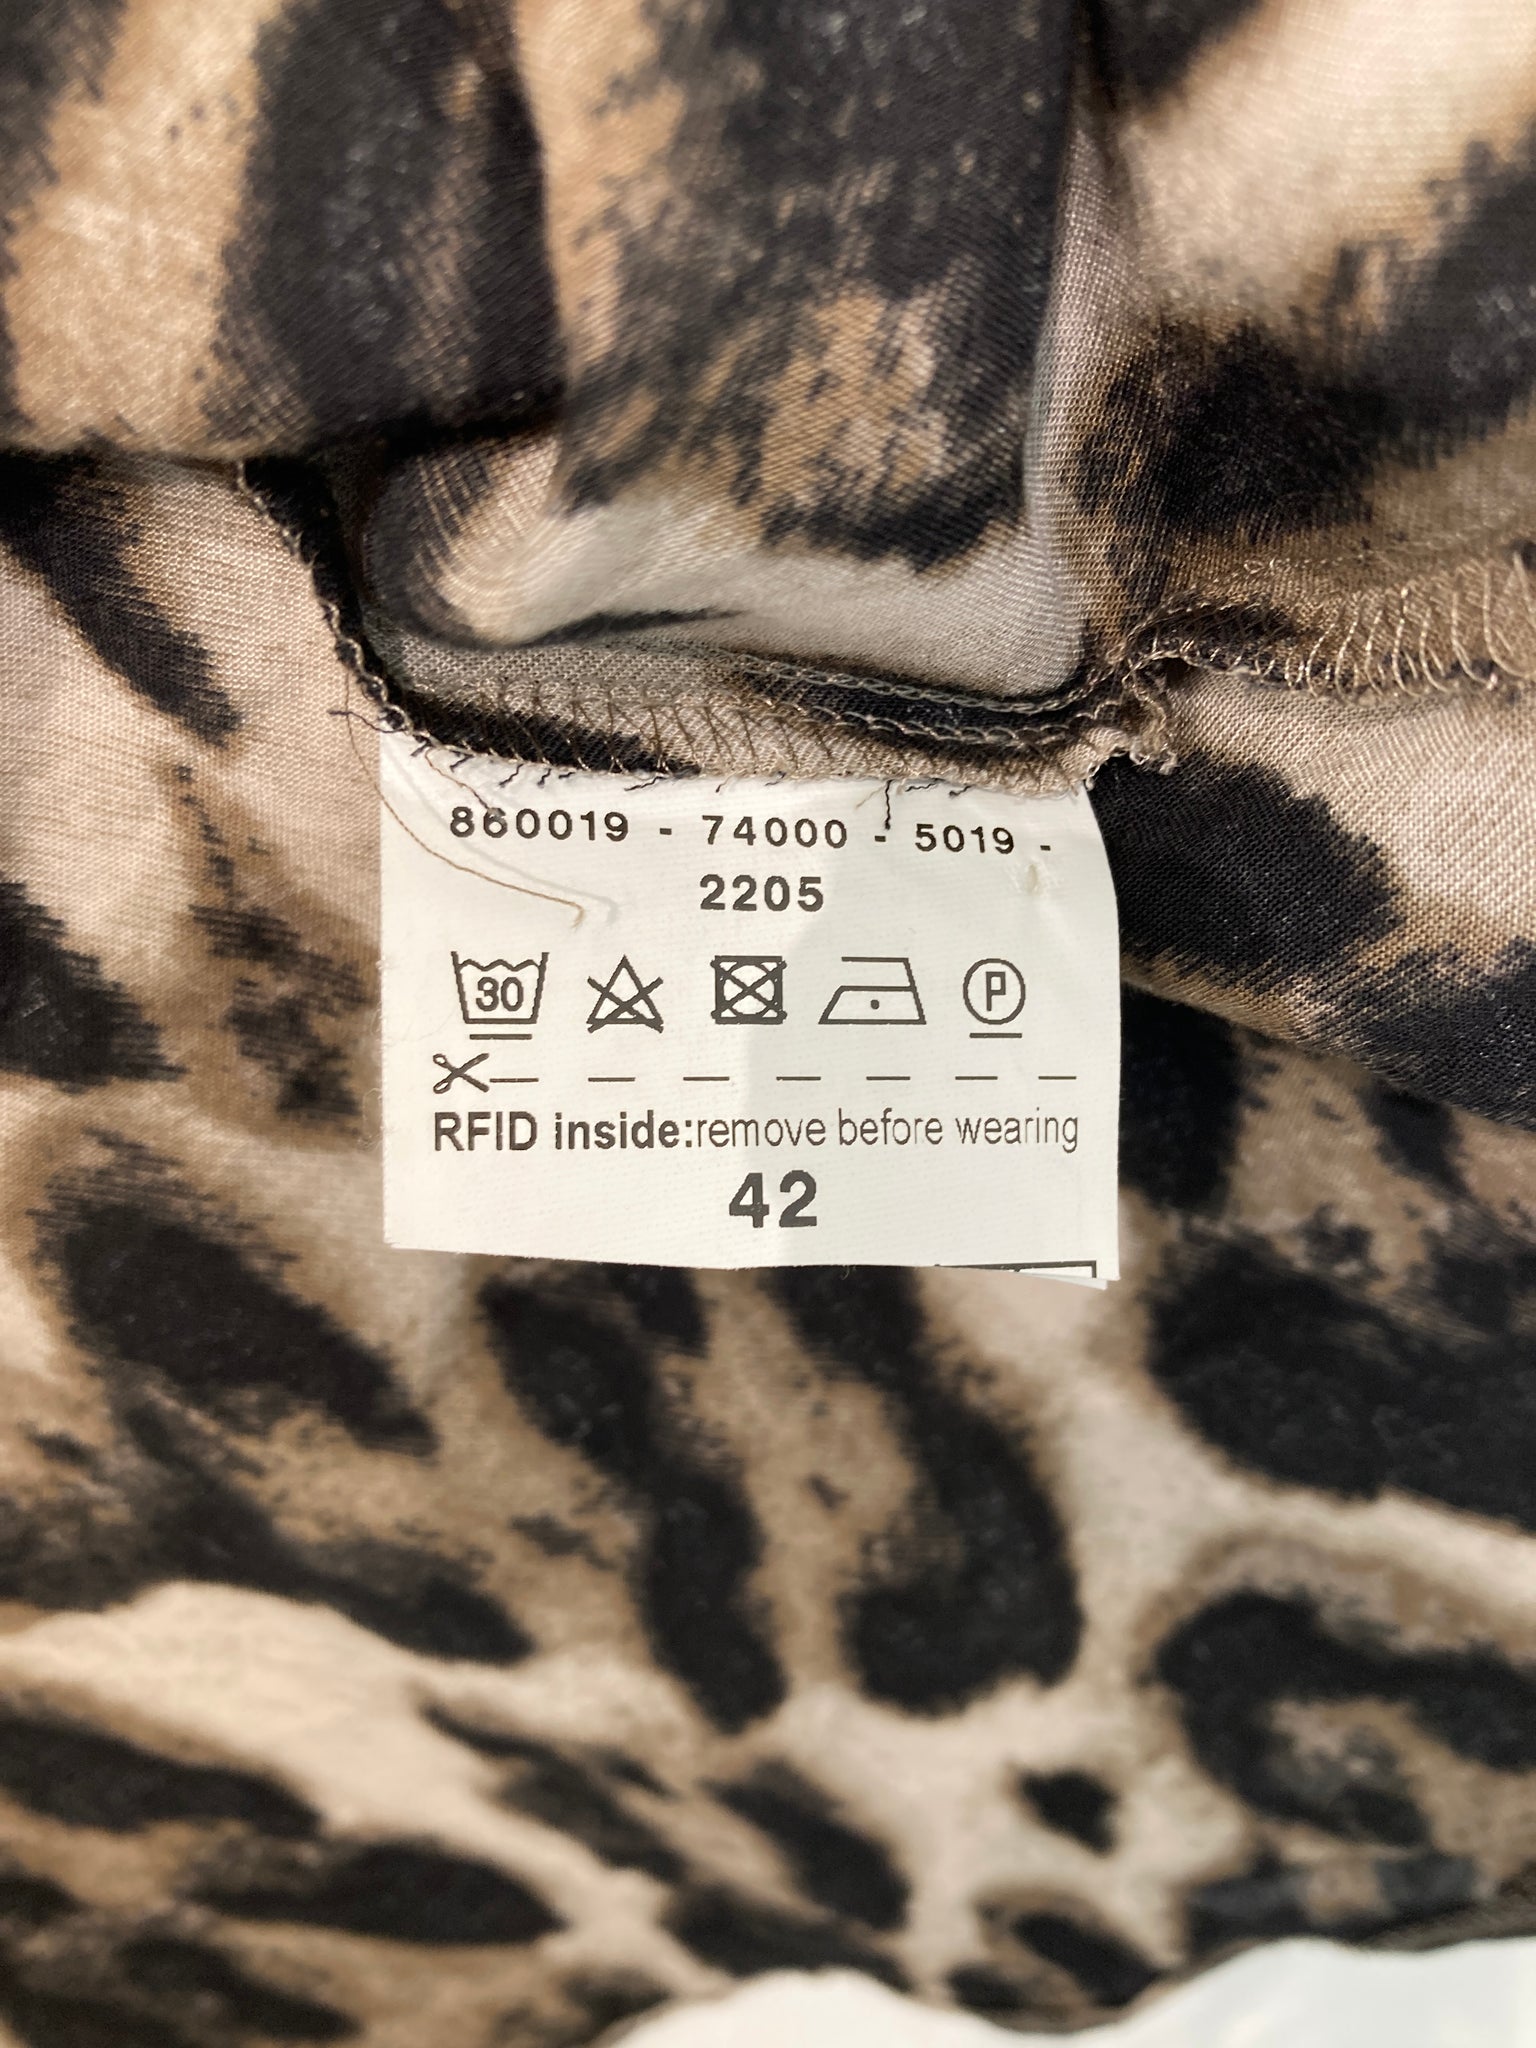 860019 - 74000 - 5019 -
2205
30
P
RFID inside:remove before wearing
42